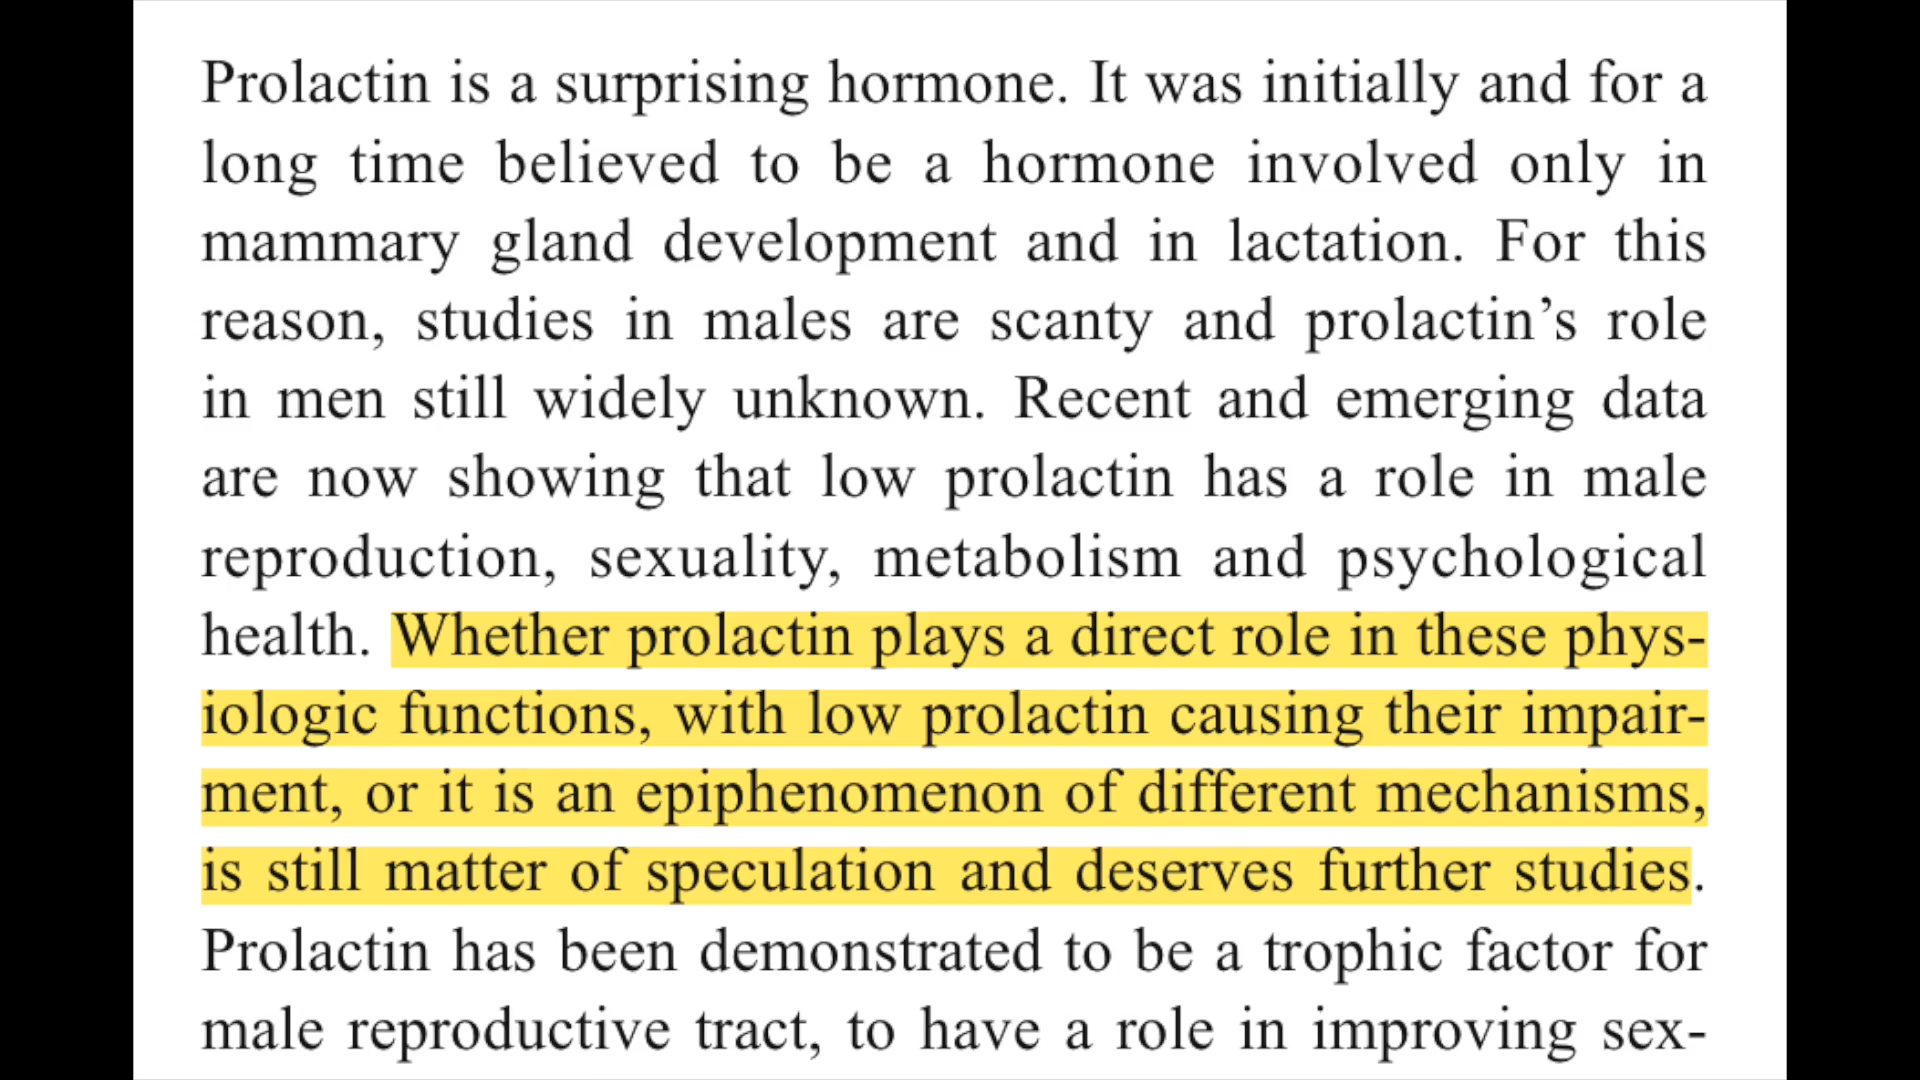 Prolactin is a surprising hormone. It was initially and for a
long time believed to be a hormone involved only in
mammary gland development and in lactation. For this
reason, studies in males are scanty and prolactin’s role
in men still widely unknown. Recent and emerging data
are now showing that low prolactin has a role in male
reproduction, sexuality, metabolism and psychological
health. Whether prolactin plays a direct role in these phys-
iologic functions, with low prolactin causing their impair-
ment, or it is an epiphenomenon of different mechanisms,
is still matter of speculation and deserves further studies.
Prolactin has been demonstrated to be a trophic factor for
male reproductive tract, to have a role in improving sex-